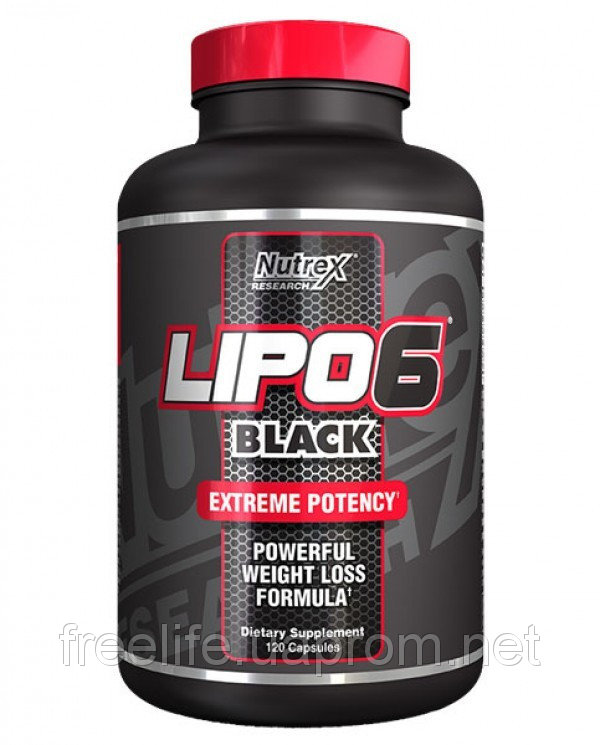 Nutrex
RESEARCH
LIPO6®
BLACK
EXTREME POTENCY†
POWERFUL
WEIGHT LOSS
FORMULA†
Dietary Supplement
120 Capsules
freelife.uaprom.net